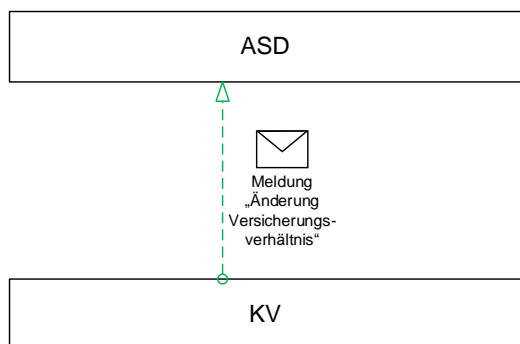 ASD
Meldung
„Änderung
Versicherungs-
verhältnis“
KV